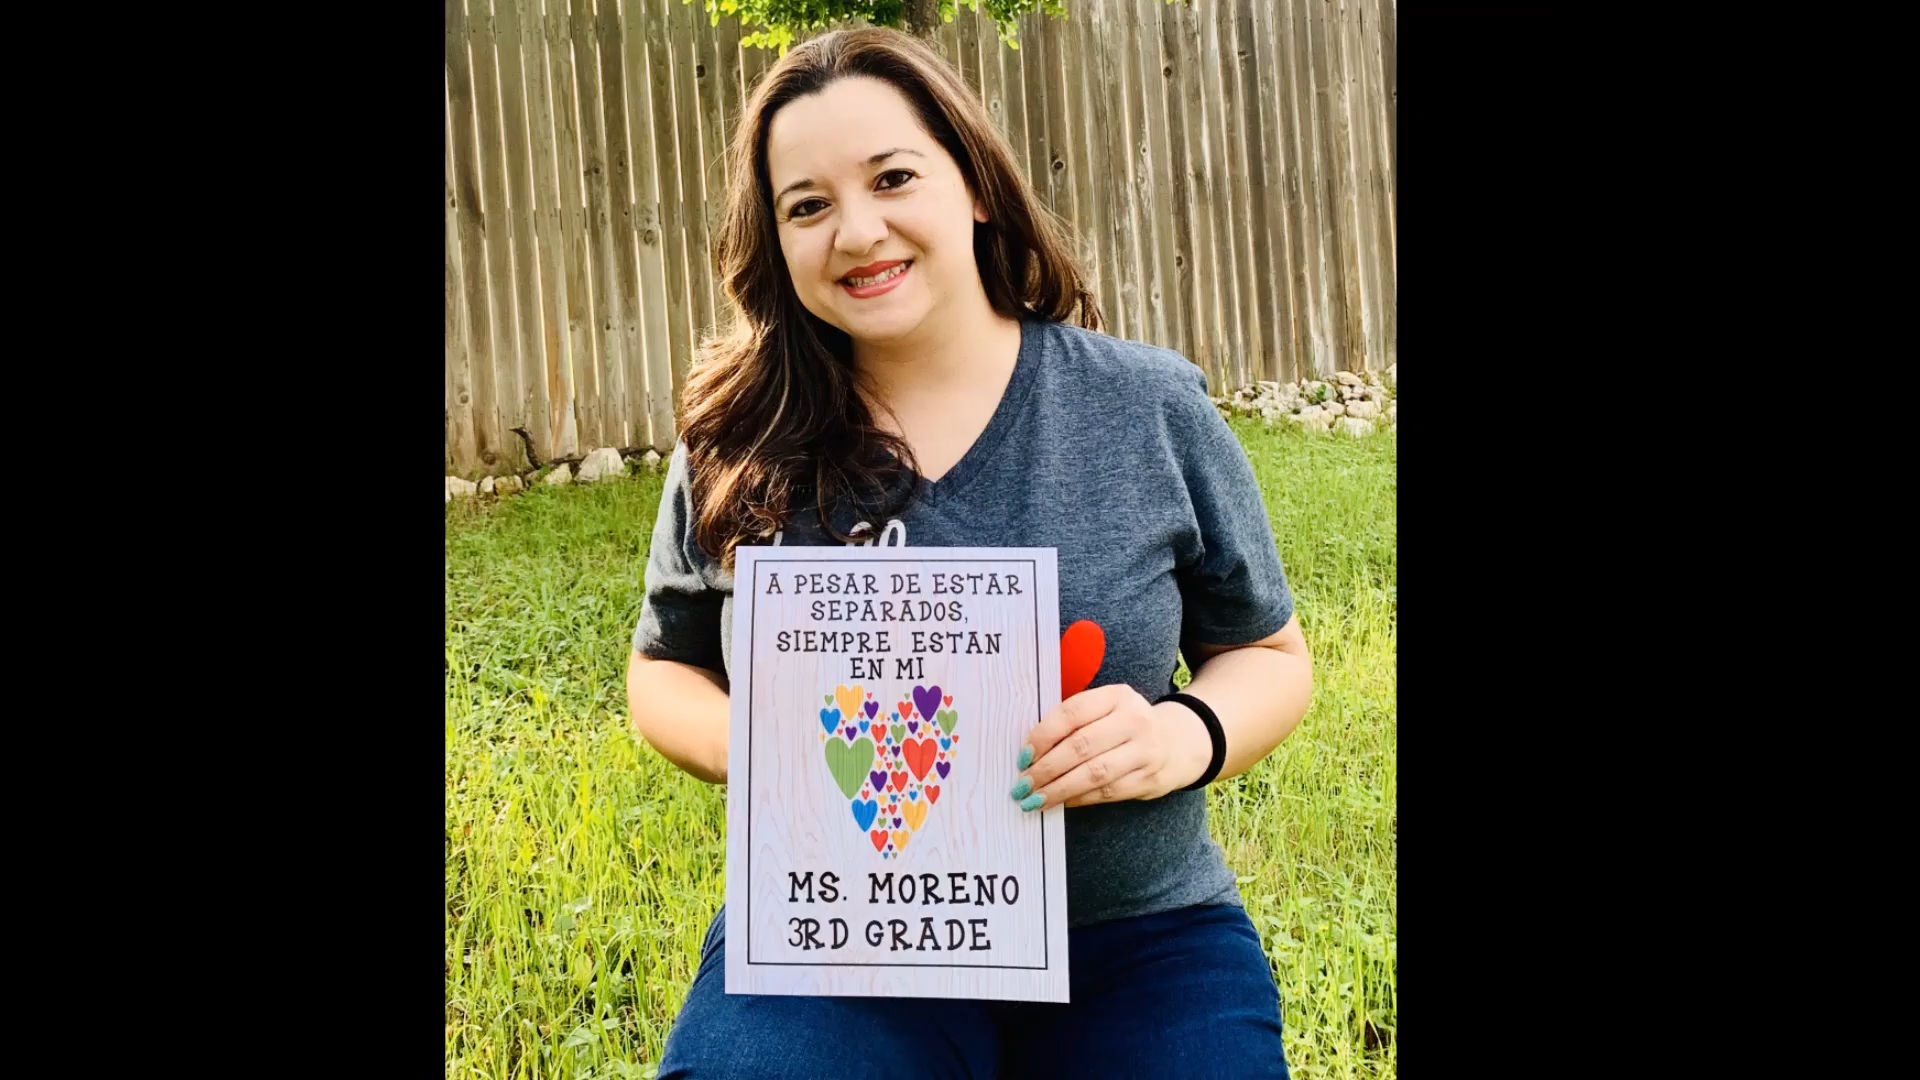 A PESAR DE ESTAR
SEPARADOS,
SIEMPRE ESTAN
EN MI
MS. MORENO
3RD GRADE